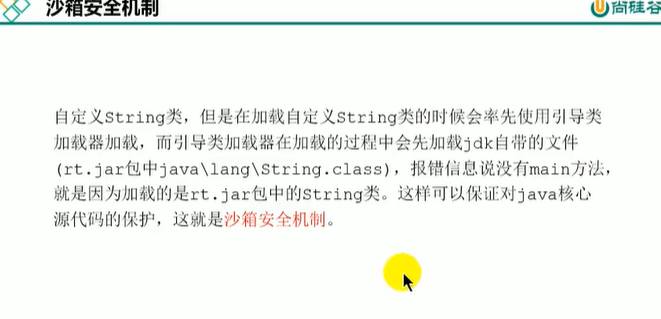 沙箱安全机制
尚硅谷
自定义String类，但是在加载自定义String类的时候会率先使用引导类
加载器加载，而引导类加载器在加载的过程中会先加载jdk自带的文件
(rt.jar包中java\lang\String.class)，报错信息说没有main方法，
就是因为加载的是rt.jar包中的String类。这样可以保证对java核心
源代码的保护，这就是沙箱安全机制。